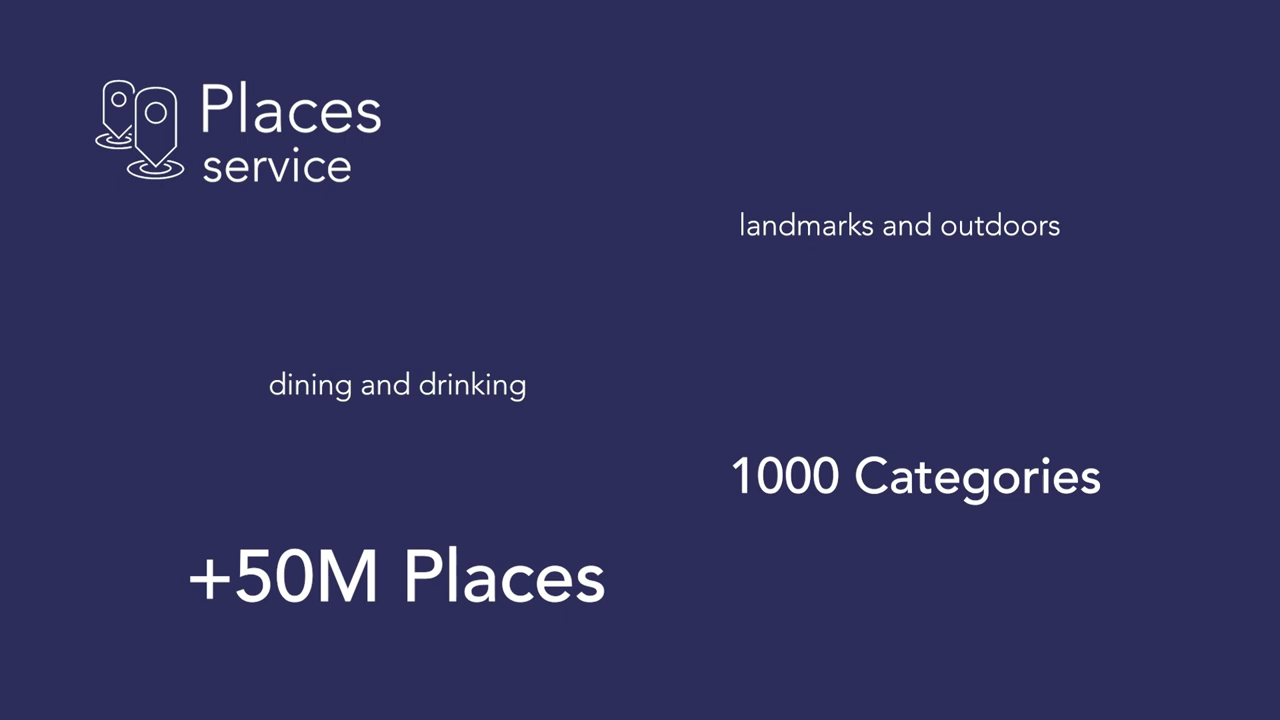 Places
service
landmarks and outdoors
dining and drinking
1000 Categories
+50M Places